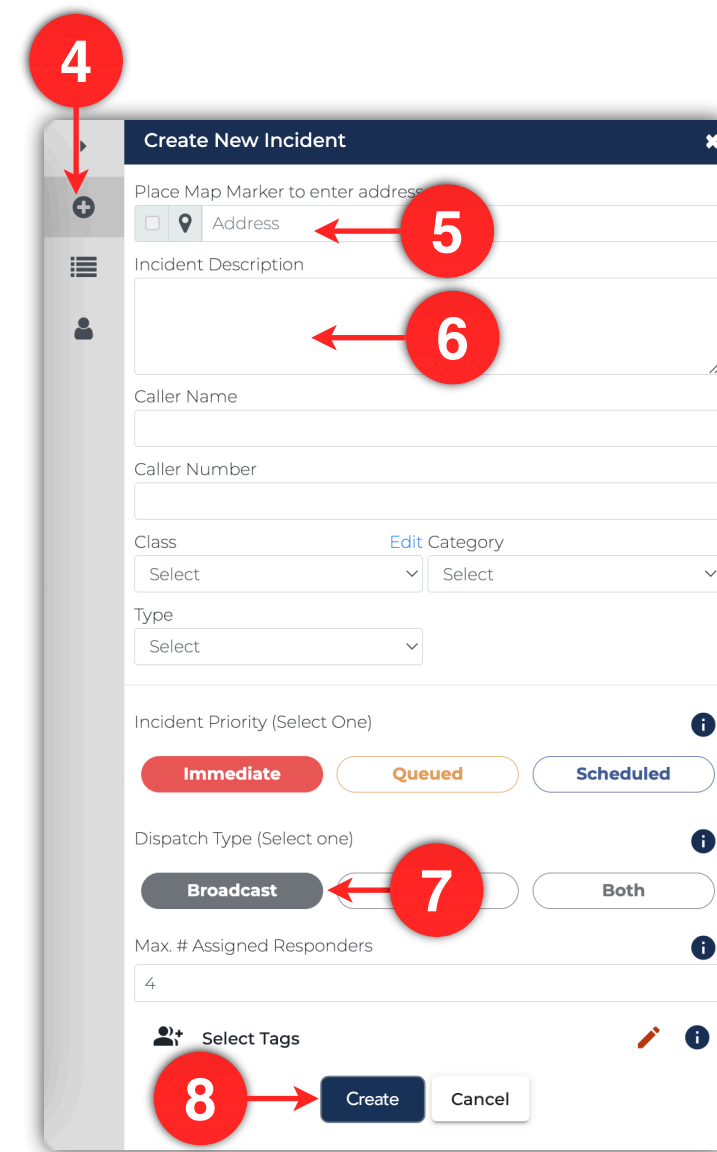 4
Create New Incident
Place Map Marker to enter address
Address
5
Incident Description
6
Caller Name
Caller Number
Class Edit Category
Select Select
Type
Select
Incident Priority (Select One)
Immediate Queued Scheduled
Dispatch Type (Select one)
Broadcast 7 Both
Max. # Assigned Responders
4
Select Tags
8 Create Cancel